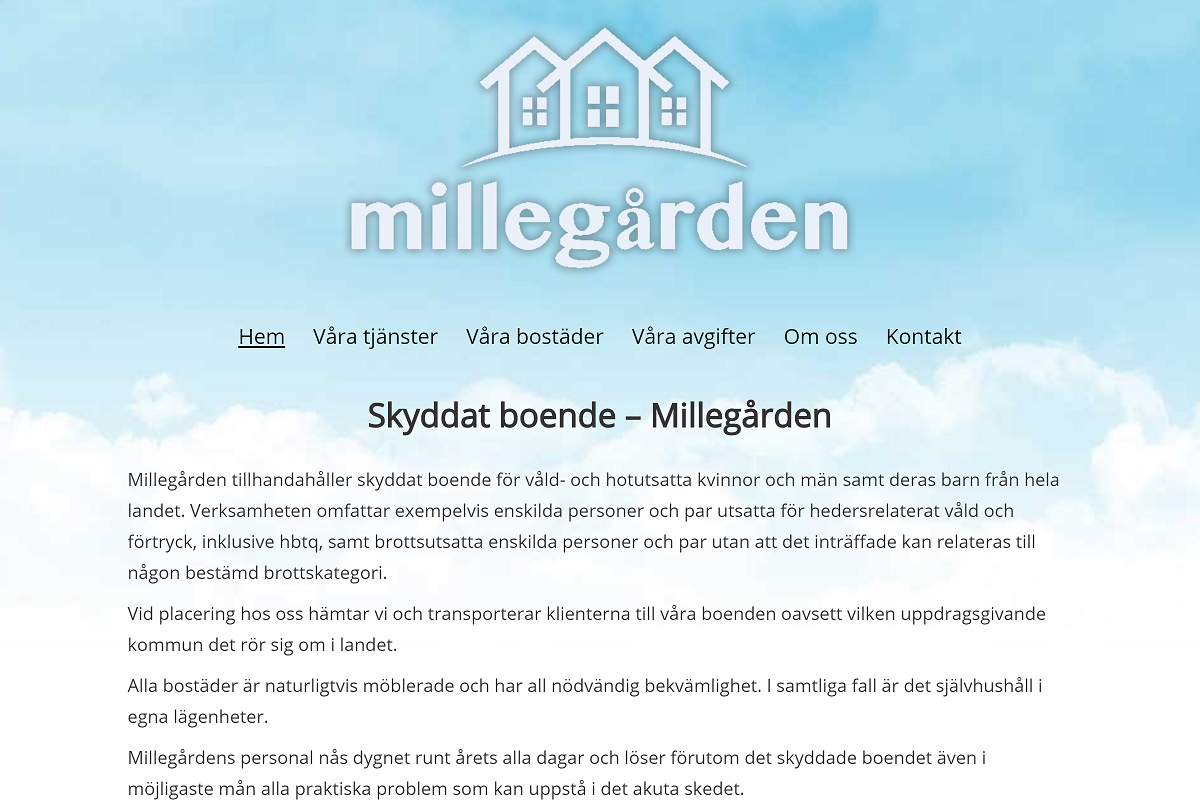 millegården
Hem Våra tjänster Våra bostäder Våra avgifter Om oss Kontakt
Skyddat boende – Millegården
Millegården tillhandahåller skyddat boende för våld- och hotutsatta kvinnor och män samt deras barn från hela
landet. Verksamheten omfattar exempelvis enskilda personer och par utsatta för hedersrelaterat våld och
förtryck, inklusive hbtq, samt brottsutsatta enskilda personer och par utan att det inträffade kan relateras till
någon bestämd brottskategori.
Vid placering hos oss hämtar vi och transporterar klienterna till våra boenden oavsett vilken uppdragsgivande
kommun det rör sig om i landet.
Alla bostäder är naturligtvis möblerade och har all nödvändig bekvämlighet. I samtliga fall är det självhushåll i
egna lägenheter.
Millegårdens personal nås dygnet runt årets alla dagar och löser förutom det skyddade boendet även i
möjligaste mån alla praktiska problem som kan uppstå i det akuta skedet.